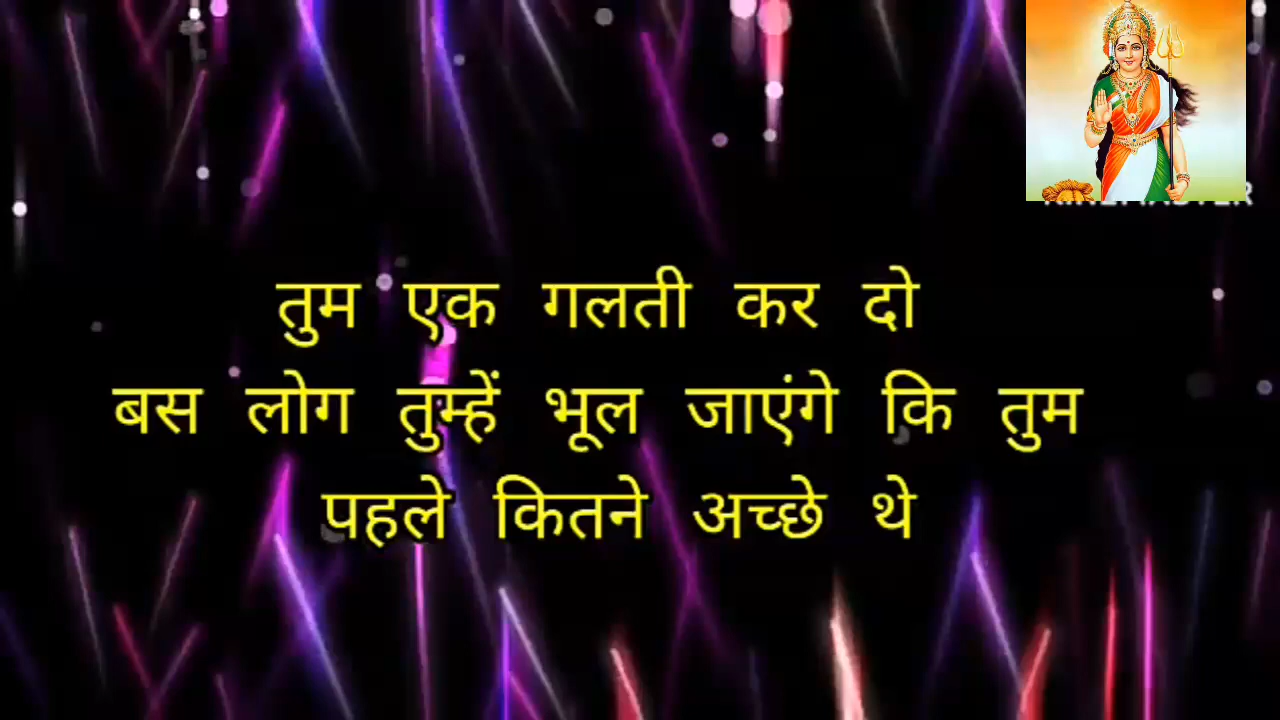 तुम एक गलती कर दो
बस लोग तुम्हें भूल जाएंगे कि तुम
पहले कितने अच्छे थे